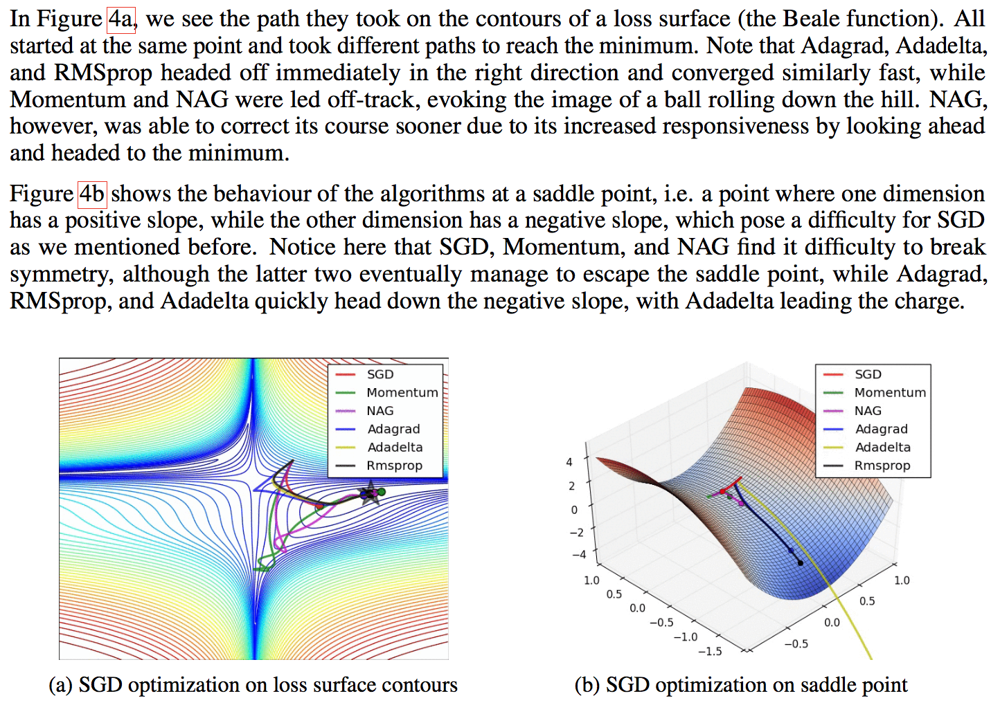 In Figure 4a, we see the path they took on the contours of a loss surface (the Beale function). All
started at the same point and took different paths to reach the minimum. Note that Adagrad, Adadelta,
and RMSprop headed off immediately in the right direction and converged similarly fast, while
Momentum and NAG were led off-track, evoking the image of a ball rolling down the hill. NAG,
however, was able to correct its course sooner due to its increased responsiveness by looking ahead
and headed to the minimum.
Figure 4b shows the behaviour of the algorithms at a saddle point, i.e. a point where one dimension
has a positive slope, while the other dimension has a negative slope, which pose a difficulty for SGD
as we mentioned before. Notice here that SGD, Momentum, and NAG find it difficulty to break
symmetry, although the latter two eventually manage to escape the saddle point, while Adagrad,
RMSprop, and Adadelta quickly head down the negative slope, with Adadelta leading the charge.
SGD
Momentum
NAG
Adagrad
Adadelta
Rmsprop
(a) SGD optimization on loss surface contours
SGD
Momentum
NAG
Adagrad
Adadelta
Rmsprop
4
2
0
−2
−4
1.0
0.5
0.0
−0.5
−1.0
−1.5
−0.5
0.0
0.5
1.0
(b) SGD optimization on saddle point